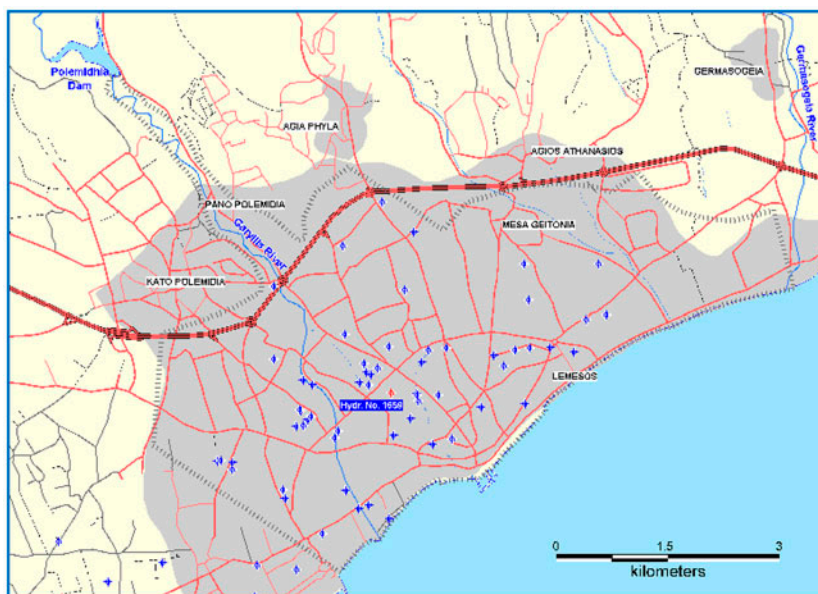 Polemidhia
Dam
GERMASOGEIA
Germasogeia River
AGIA PHYLA
AGIOS ATHANASIOS
PANO POLEMIDIA
MESA GEITONIA
Garyllis River
KATO POLEMIDIA
LEMESOS
Hydr. No. 1656
0 1.5 3
kilometers